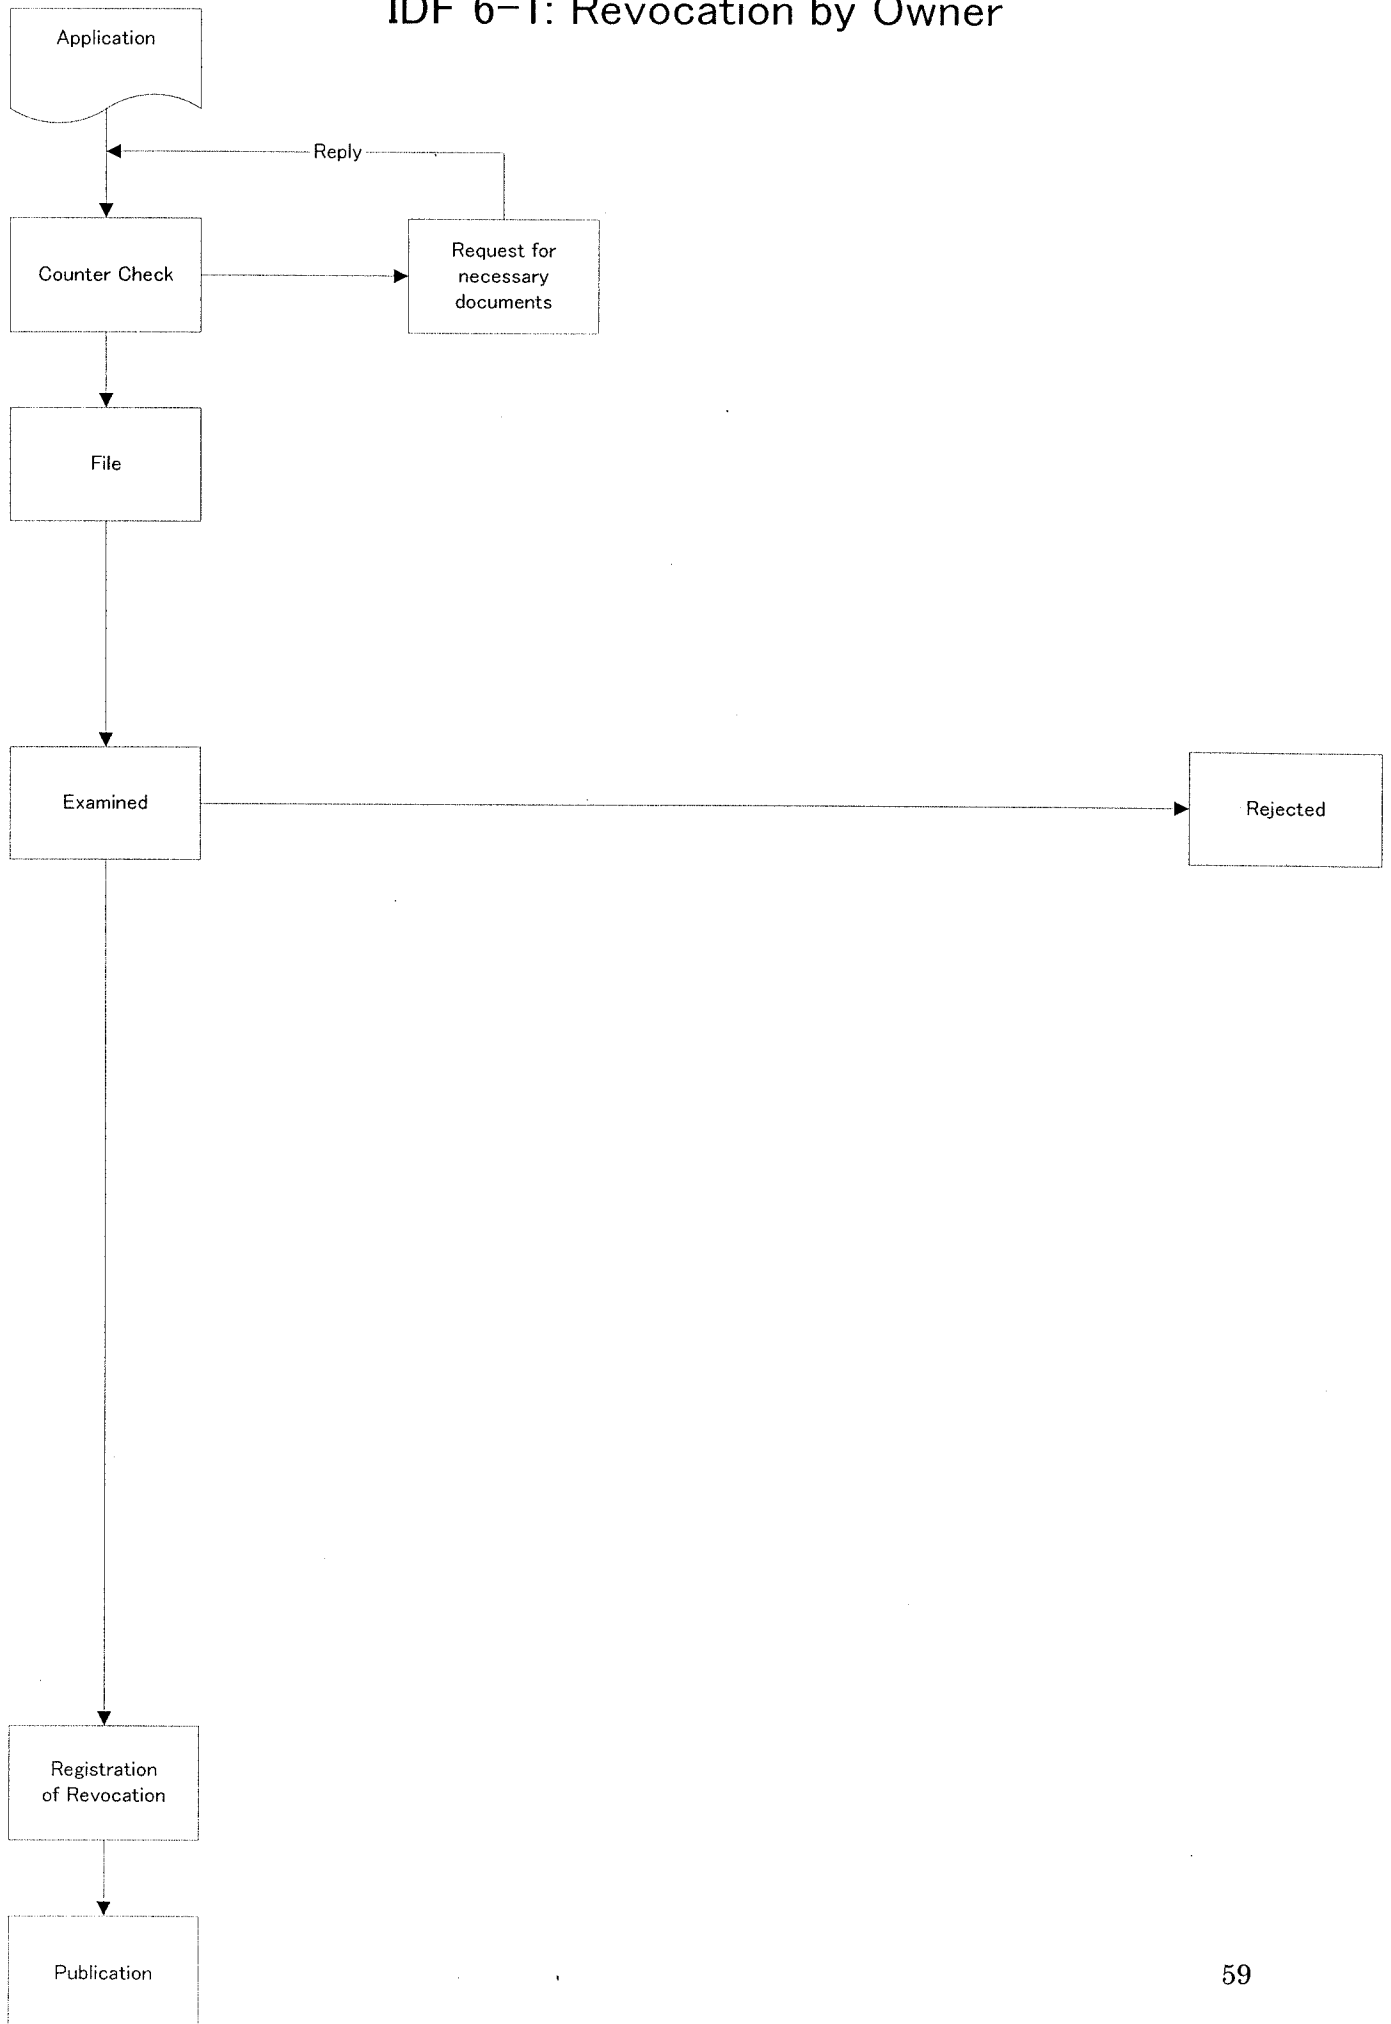 IDF 6-1: Revocation by Owner
Application
Reply
Counter Check
Request for
necessary
documents
File
Examined
Rejected
Registration
of Revocation
Publication
59